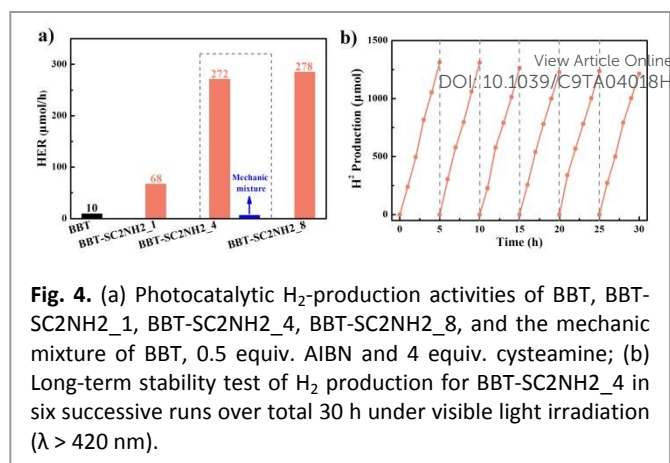 a)
HER (μmol/h)
300
200
100
0
10
68
272
278
Mechanic
mixture
BBT
BBT-SC2NH2_1
BBT-SC2NH2_4
BBT-SC2NH2_8
b)
View Article Online
DOI: 10.1039/C9TA04018H
H² Production (μmol)
1500
1250
1000
750
500
250
0
0 5 10 15 20 25 30
Time (h)
Fig. 4. (a) Photocatalytic H₂-production activities of BBT, BBT-
SC2NH2_1, BBT-SC2NH2_4, BBT-SC2NH2_8, and the mechanic
mixture of BBT, 0.5 equiv. AIBN and 4 equiv. cysteamine; (b)
Long-term stability test of H₂ production for BBT-SC2NH2_4 in
six successive runs over total 30 h under visible light irradiation
(λ > 420 nm).